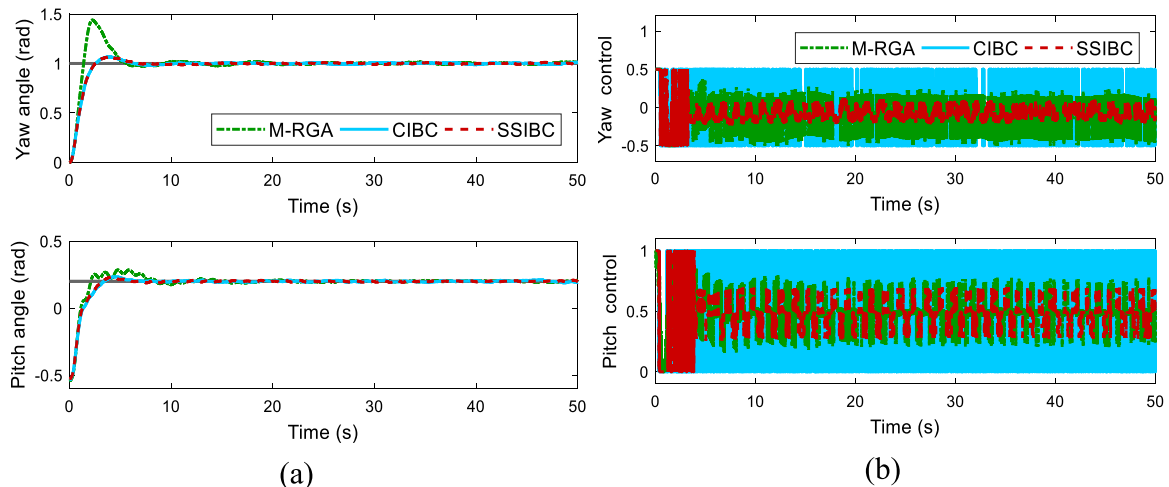 Yaw angle (rad)
1.5
1
0.5
0
M-RGA CIBC SSIBC
0 10 20 30 40 50
Time (s)
Pitch angle (rad)
0.5
0
-0.5
0 10 20 30 40 50
Time (s)
(a)
Yaw control
1
0.5
0
-0.5
M-RGA CIBC SSIBC
0 10 20 30 40 50
Time (s)
Pitch control
1
0.5
0
0 10 20 30 40 50
Time (s)
(b)